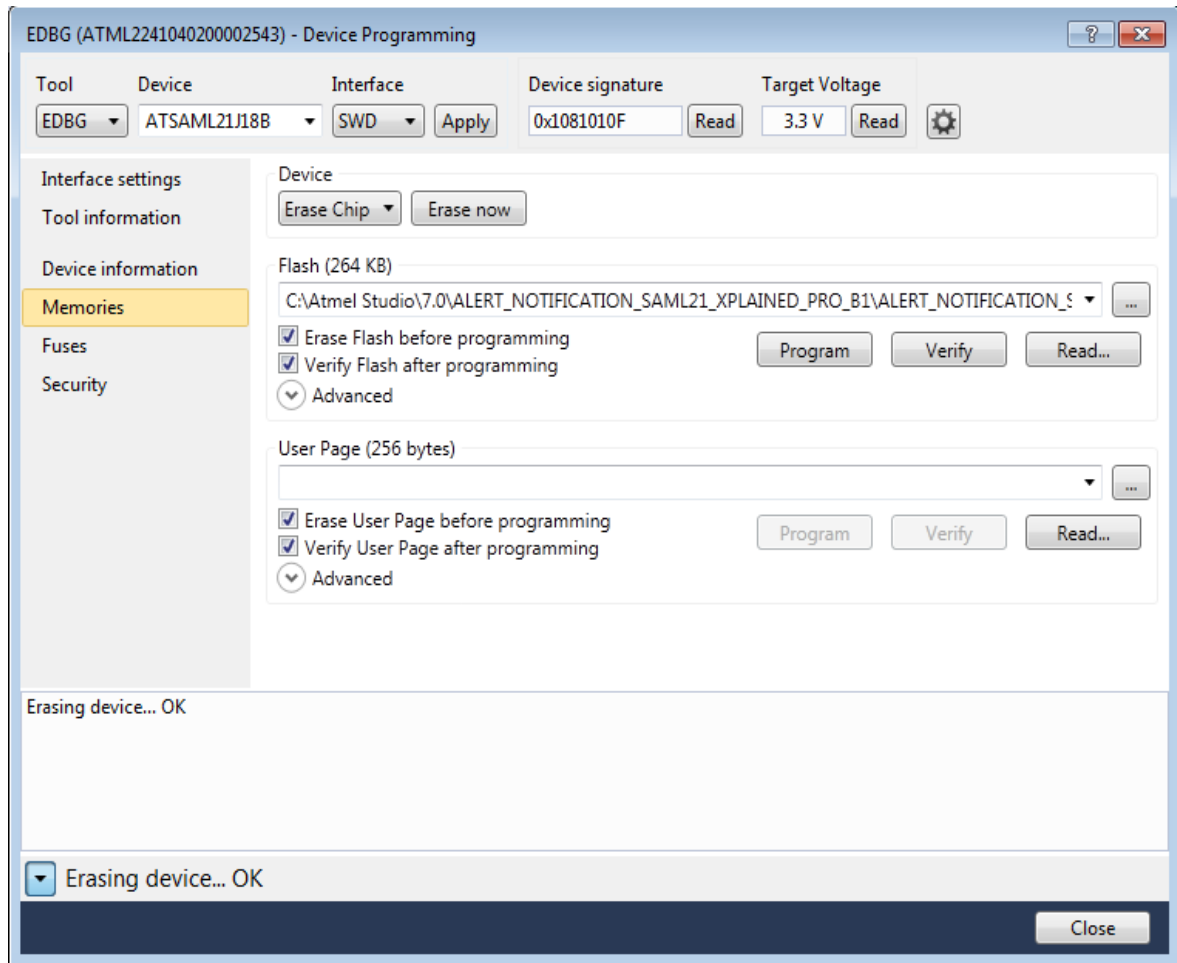 EDBG (ATML2241040200002543) - Device Programming
Tool Device Interface Device signature Target Voltage
EDBG ATSAML21J18B SWD Apply 0x1081010F Read 3.3 V Read
Interface settings
Tool information
Device information
Memories
Fuses
Security
Device
Erase Chip Erase now
Flash (264 KB)
C:\Atmel Studio\7.0\ALERT_NOTIFICATION_SAML21_XPLAINED_PRO_B1\ALERT_NOTIFICATION_S ...
Erase Flash before programming
Verify Flash after programming
Program Verify Read...
Advanced
User Page (256 bytes)
...
Erase User Page before programming
Verify User Page after programming
Program Verify Read...
Advanced
Erasing device... OK
Erasing device... OK
Close